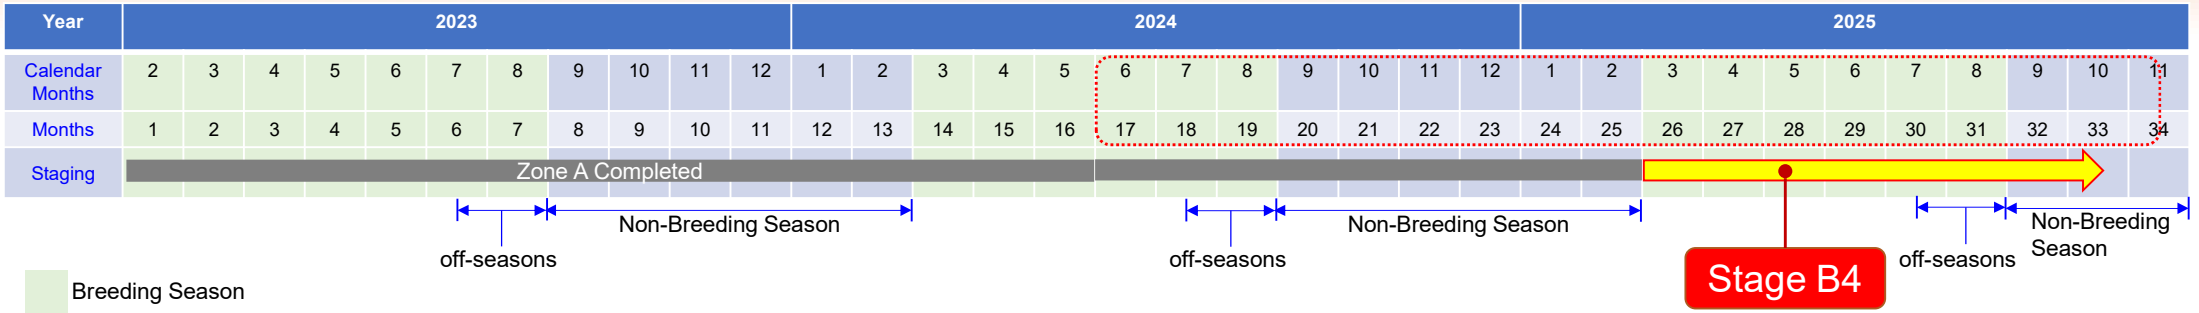 Year 2023 2024 2025
Calendar Months 2 3 4 5 6 7 8 9 10 11 12 1 2 3 4 5 6 7 8 9 10 11 12 1 2 3 4 5 6 7 8 9 10 11
Months 1 2 3 4 5 6 7 8 9 10 11 12 13 14 15 16 17 18 19 20 21 22 23 24 25 26 27 28 29 30 31 32 33 34
Staging Zone A Completed
Non-Breeding Season Non-Breeding Season Non-Breeding
Season
off-seasons off-seasons off-seasons
Stage B4
Breeding Season